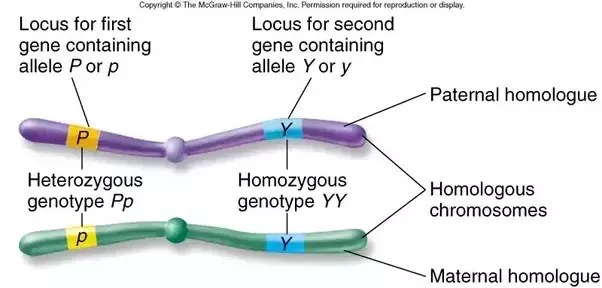 Copyright © The McGraw-Hill Companies, Inc. Permission required for reproduction or display.
Locus for first
gene containing
allele P or p
Locus for second
gene containing
allele Y or y
Paternal homologue
P
Y
Heterozygous
genotype Pp
Homozygous
genotype YY
Homologous
chromosomes
p
Y
Maternal homologue